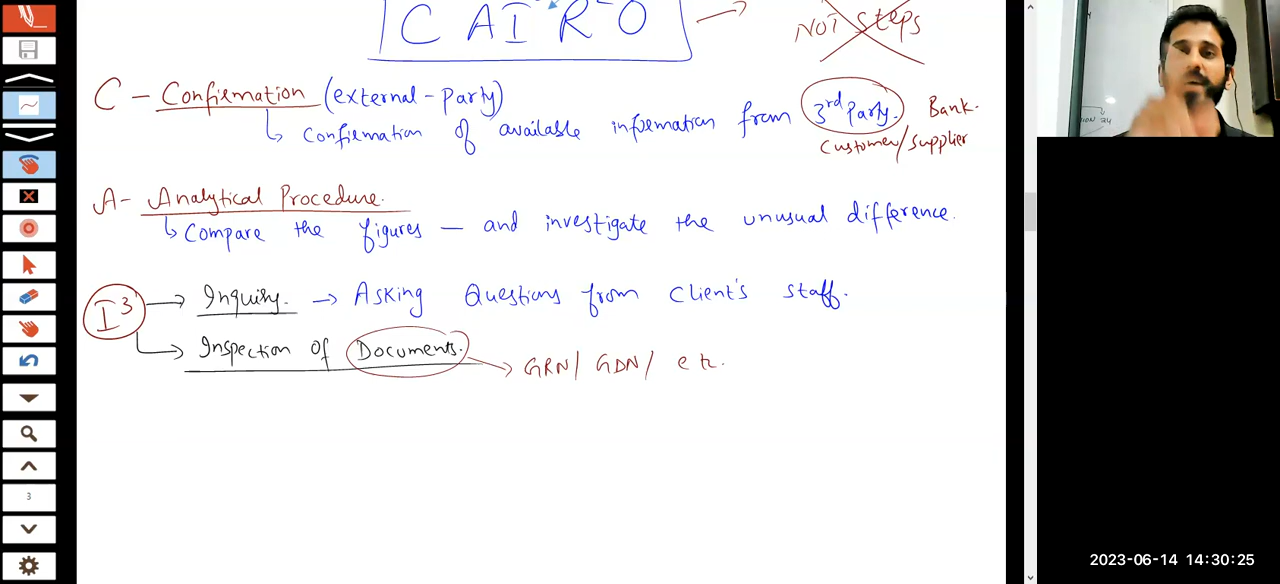 C A I R O
NOT steps
C - Confirmation (external-Party)
Confirmation of available information from 3rd Party. Bank.
Customer/Supplier
A- Analytical Procedure.
Compare the figures — and investigate the unusual difference.
I3 → Inquiry. → Asking Questions from Client's staff.
Inspection of Documents. → GRN/ GDN/ etc.
3
2023-06-14 14:30:25